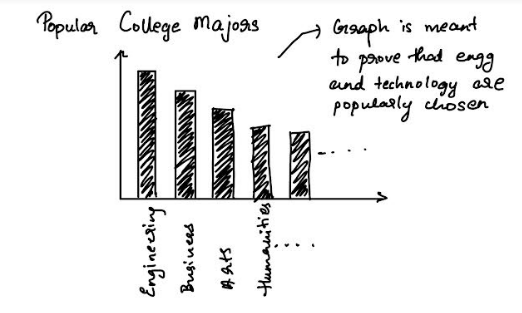 Popular College Majors
Graph is meant
to prove that engg
and technology are
popularly chosen
Engineering
Business
Arts
Humanities